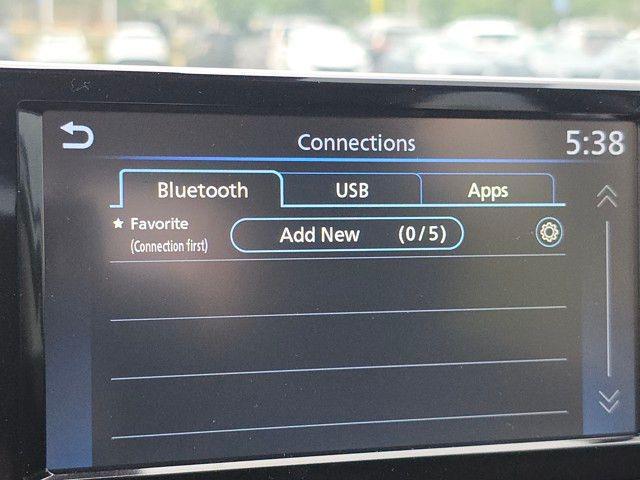 Connections
5:38
Bluetooth
USB
Apps
★ Favorite
(Connection first)
Add New (0/5)